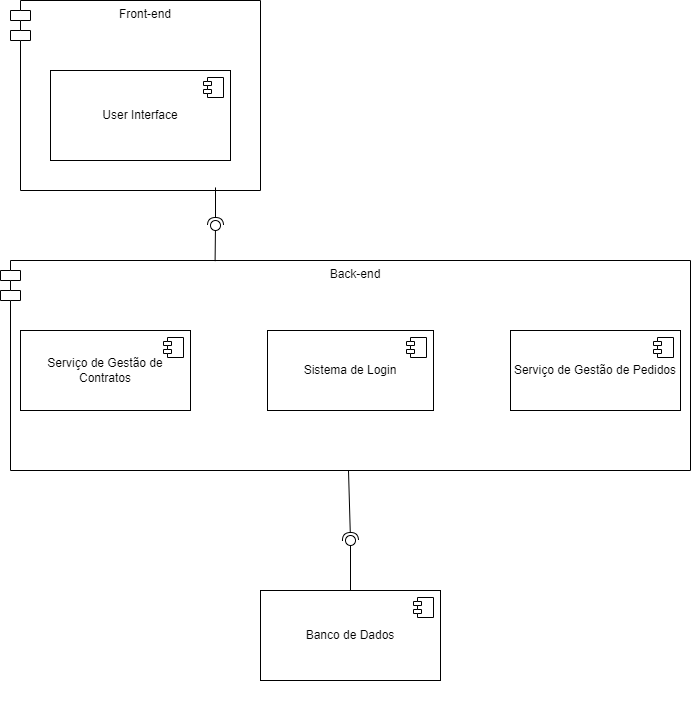 Front-end
User Interface
Back-end
Serviço de Gestão de
Contratos
Sistema de Login
Serviço de Gestão de Pedidos
Banco de Dados